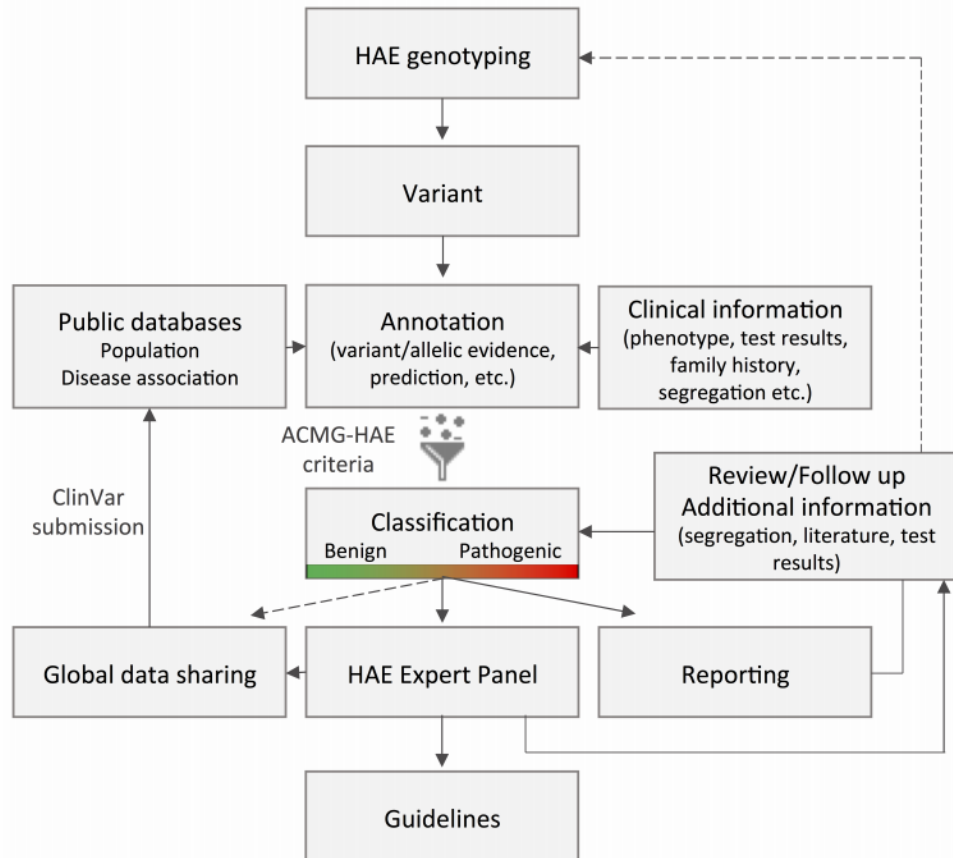 HAE genotyping
Variant
Public databases
Population
Disease association
Annotation
(variant/allelic evidence,
prediction, etc.)
Clinical information
(phenotype, test results,
family history,
segregation etc.)
ACMG-HAE
criteria
ClinVar
submission
Classification
Benign Pathogenic
Review/Follow up
Additional information
(segregation, literature, test
results)
Global data sharing
HAE Expert Panel
Reporting
Guidelines